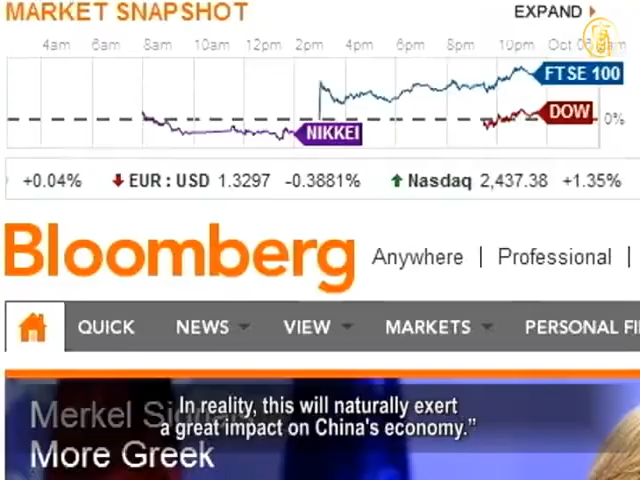 MARKET SNAPSHOT
EXPAND
4am 6am 8am 10am 12pm 2pm 4pm 6pm 8pm 10pm Oct
FTSE 100
DOW
0%
NIKKEI
+0.04% EUR : USD 1.3297 -0.3881% Nasdaq 2,437.38 +1.35%
Bloomberg Anywhere | Professional |
QUICK NEWS VIEW MARKETS PERSONAL FI
Merkel
In reality, this will naturally exert
a great impact on China's economy.”
More Greek